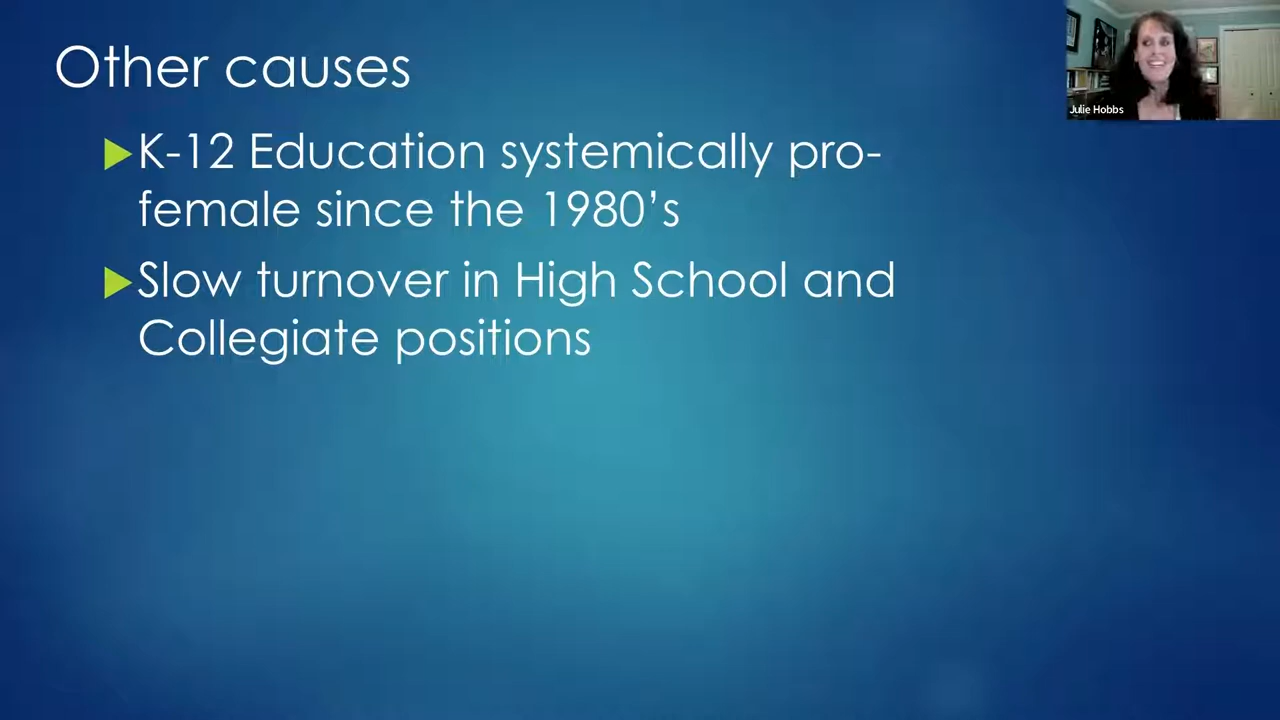 Other causes
K-12 Education systemically pro-
female since the 1980’s
Slow turnover in High School and
Collegiate positions
Julie Hobbs